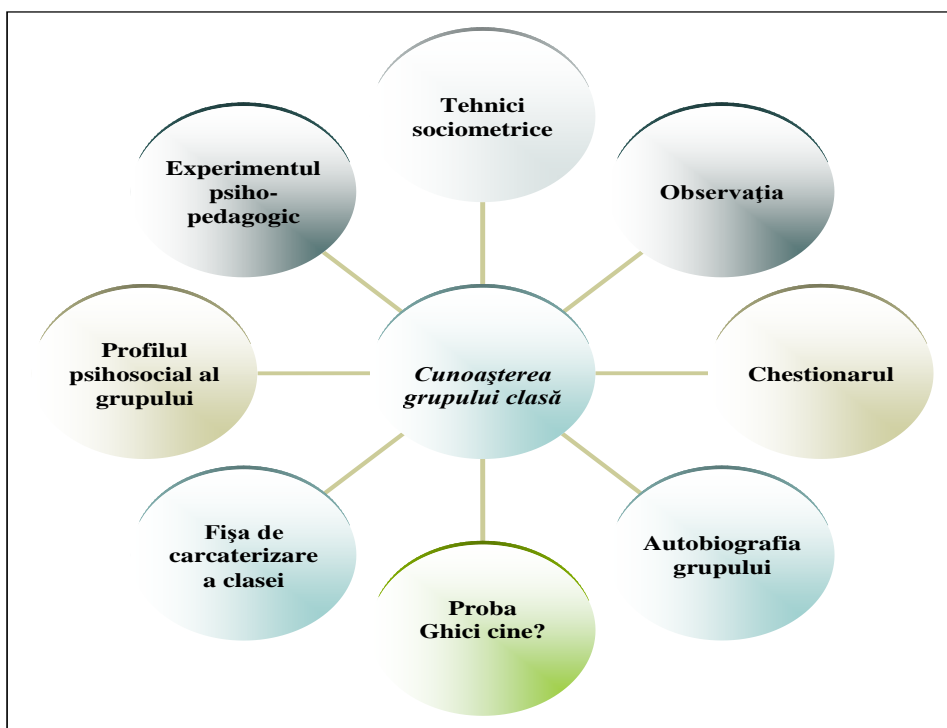 Tehnici
sociometrice
Experimentul
psiho-
pedagogic
Observaţia
Profilul
psihosocial al
grupului
Cunoaşterea
grupului clasă
Chestionarul
Fişa de
carcaterizare
a clasei
Autobiografia
grupului
Proba
Ghici cine?